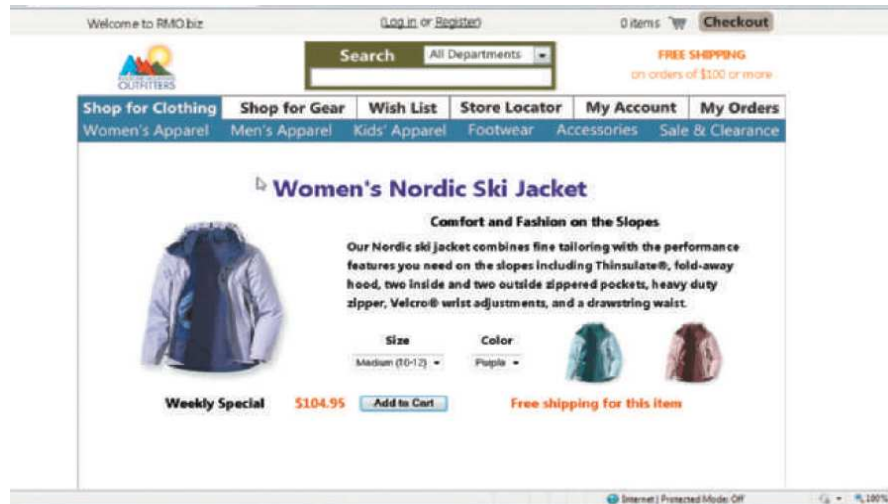 Welcome to RMO.biz
(Log in or Register)
0 items
Checkout
OUTFITTERS
Search
All Departments
FREE SHIPPING
on orders of $100 or more
Shop for Clothing
Shop for Gear
Wish List
Store Locator
My Account
My Orders
Women's Apparel
Men's Apparel
Kids' Apparel
Footwear
Accessories
Sale & Clearance
Women's Nordic Ski Jacket
Comfort and Fashion on the Slopes
Our Nordic ski jacket combines fine tailoring with the performance
features you need on the slopes including Thinsulate®, fold-away
hood, two inside and two outside zippered pockets, heavy duty
zipper, Velcro® wrist adjustments, and a drawstring waist.
Size
Color
Medium (10-12)
Purple
Weekly Special
$104.95
Add to Cart
Free shipping for this item
Internet | Protected Mode: Off
100%